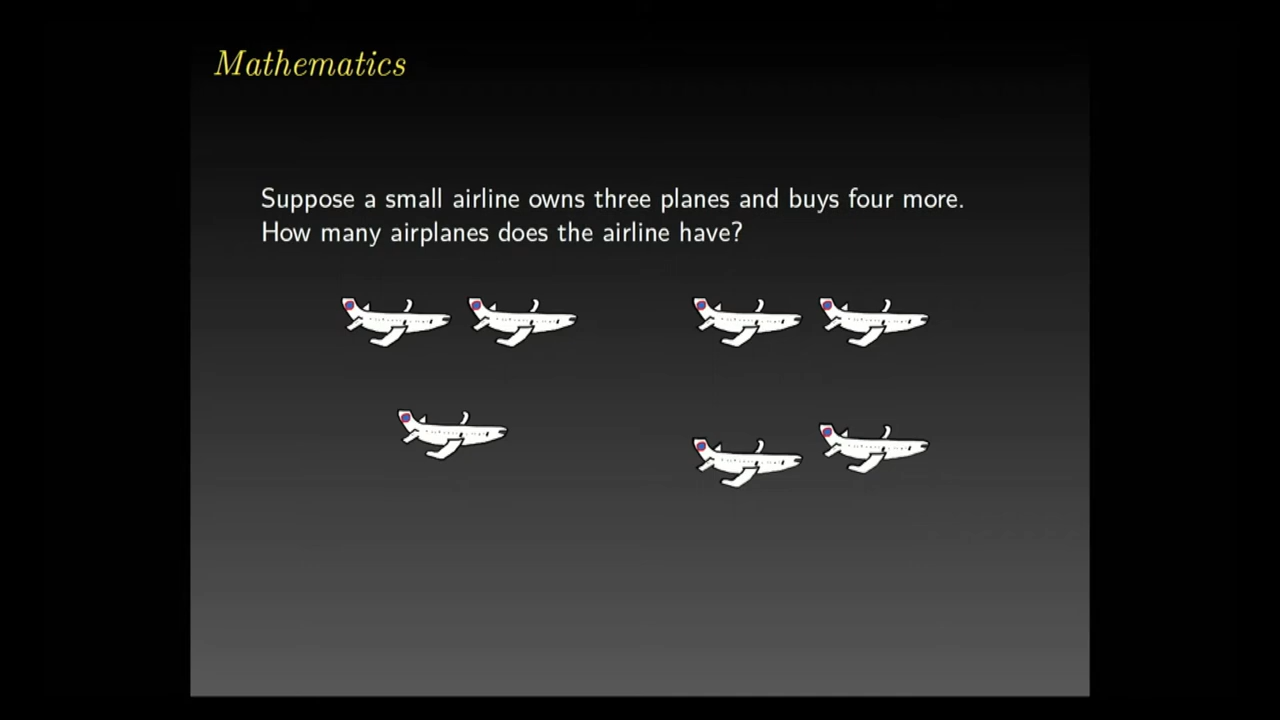 Mathematics
Suppose a small airline owns three planes and buys four more.
How many airplanes does the airline have?